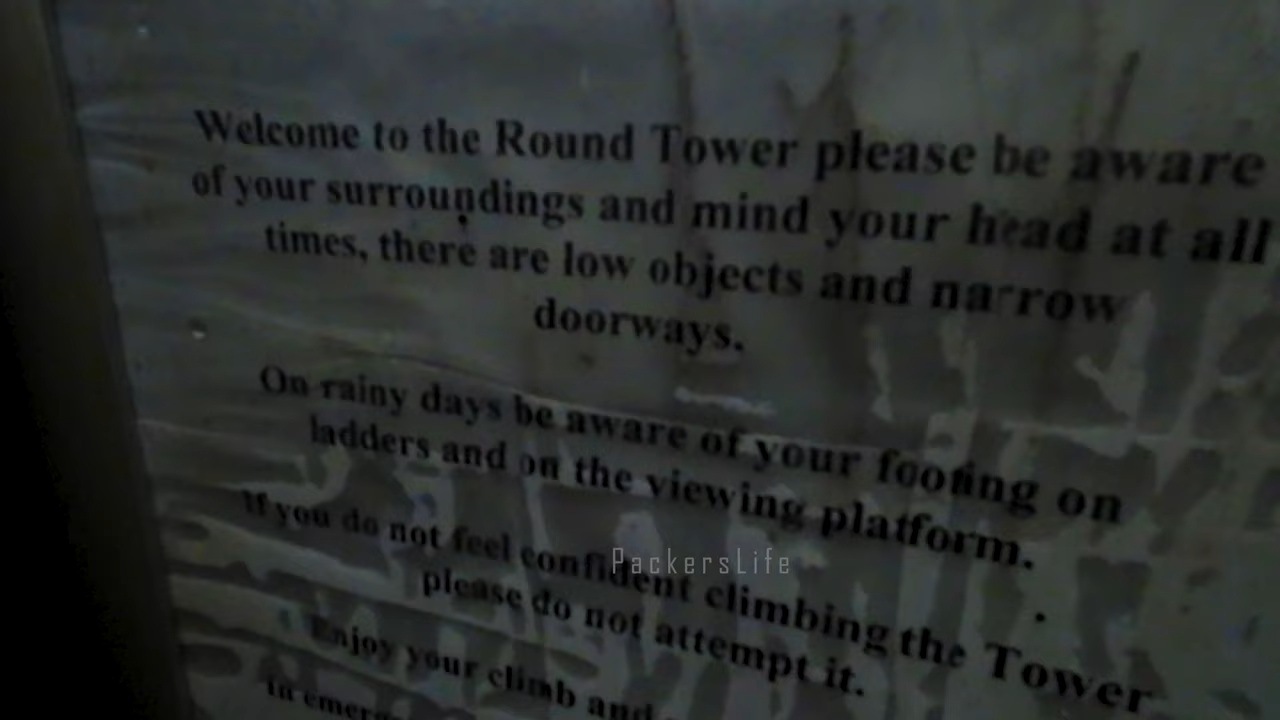 Welcome to the Round Tower please be aware
of your surroundings and mind your head at all
times, there are low objects and narrow
doorways.
On rainy days be aware of your footing on
ladders and on the viewing platform.
If you do not feel confident climbing the Tower
please do not attempt it.
Enjoy your climb and
in
PackersLife